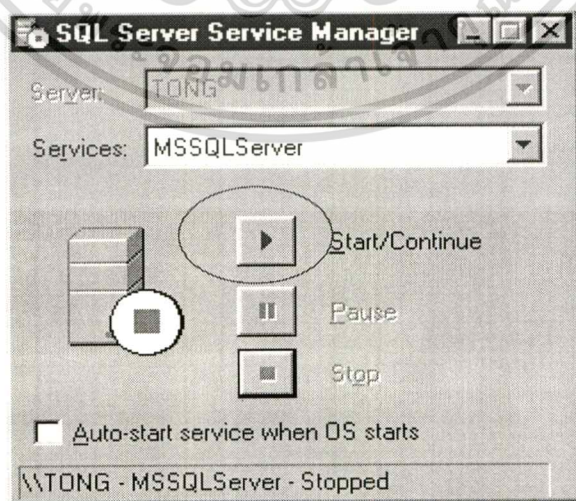 SQL Server Service Manager
Server: TONG
Services: MSSQLServer
Start/Continue
Pause
Stop
Auto-start service when OS starts
\\TONG - MSSQLServer - Stopped